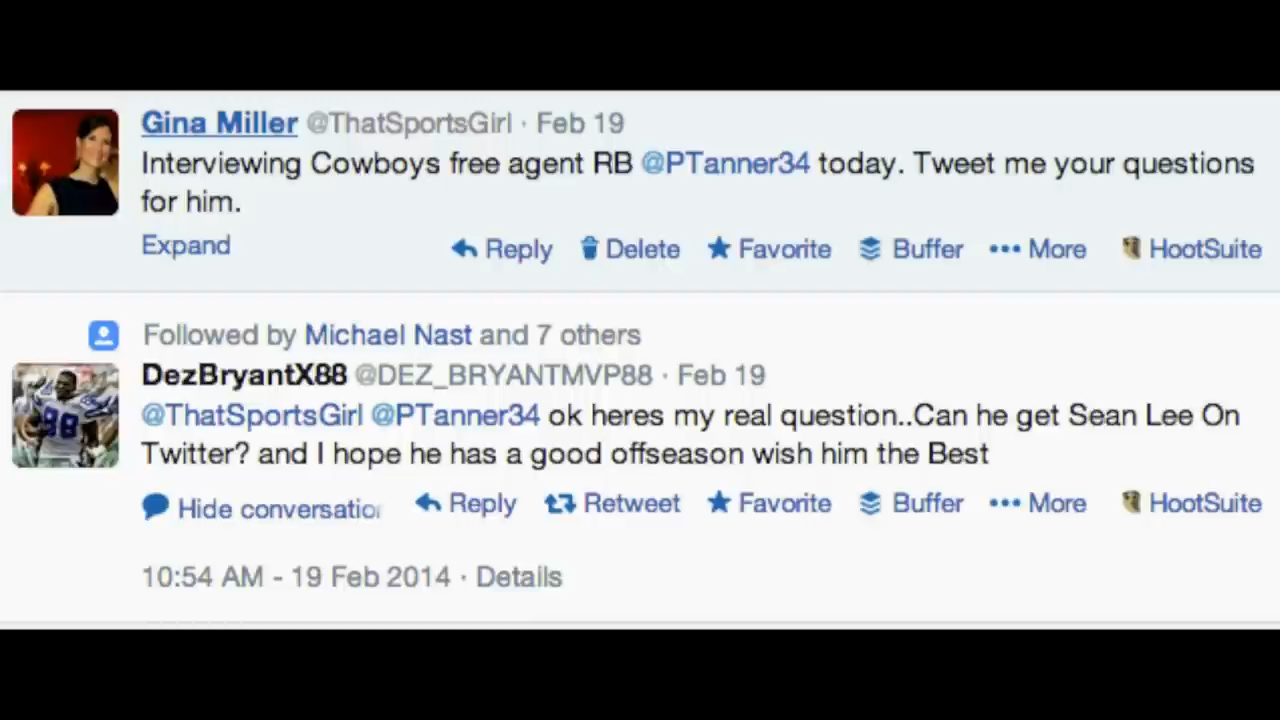 Gina Miller @ThatSportsGirl · Feb 19
Interviewing Cowboys free agent RB @PTanner34 today. Tweet me your questions
for him.
Expand Reply Delete Favorite Buffer More HootSuite
Followed by Michael Nast and 7 others
DezBryantX88 @DEZ_BRYANTMVP88 · Feb 19
@ThatSportsGirl @PTanner34 ok heres my real question..Can he get Sean Lee On
Twitter? and I hope he has a good offseason wish him the Best
Hide conversation Reply Retweet Favorite Buffer More HootSuite
10:54 AM - 19 Feb 2014 · Details